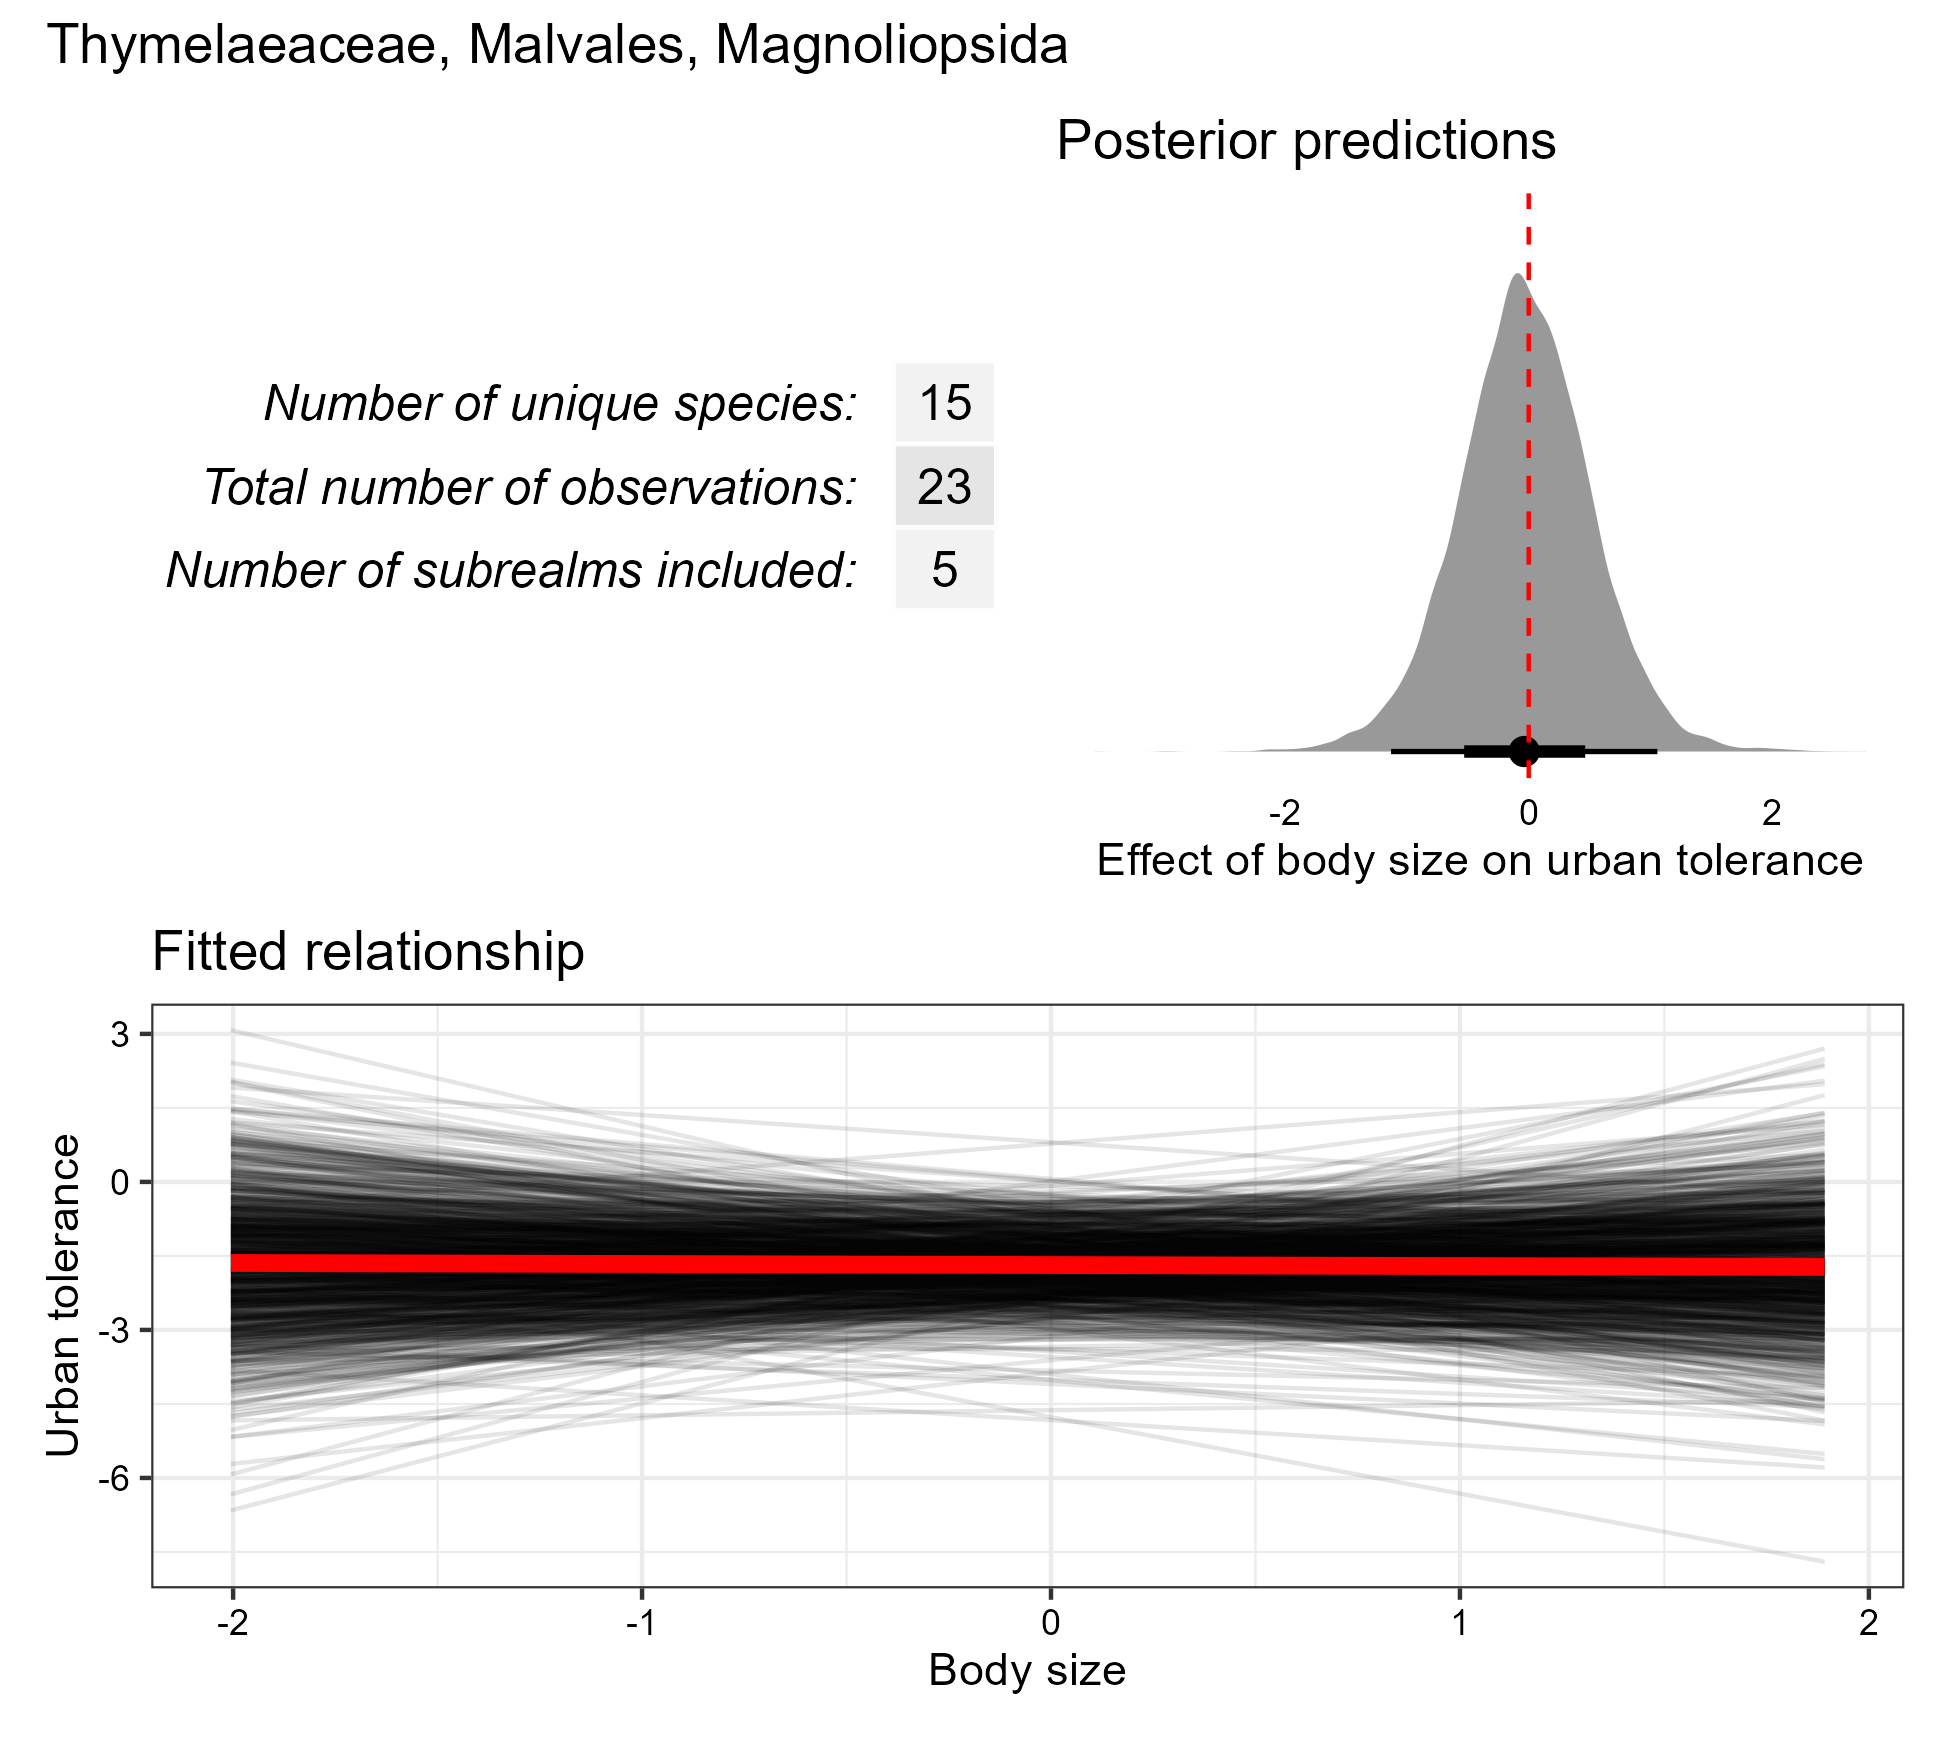 Thymelaeaceae, Malvales, Magnoliopsida
Posterior predictions
Number of unique species: 15
Total number of observations: 23
Number of subrealms included: 5
-2 0 2
Effect of body size on urban tolerance
Fitted relationship
3
0
-3
-6
Urban tolerance
-2 -1 0 1 2
Body size